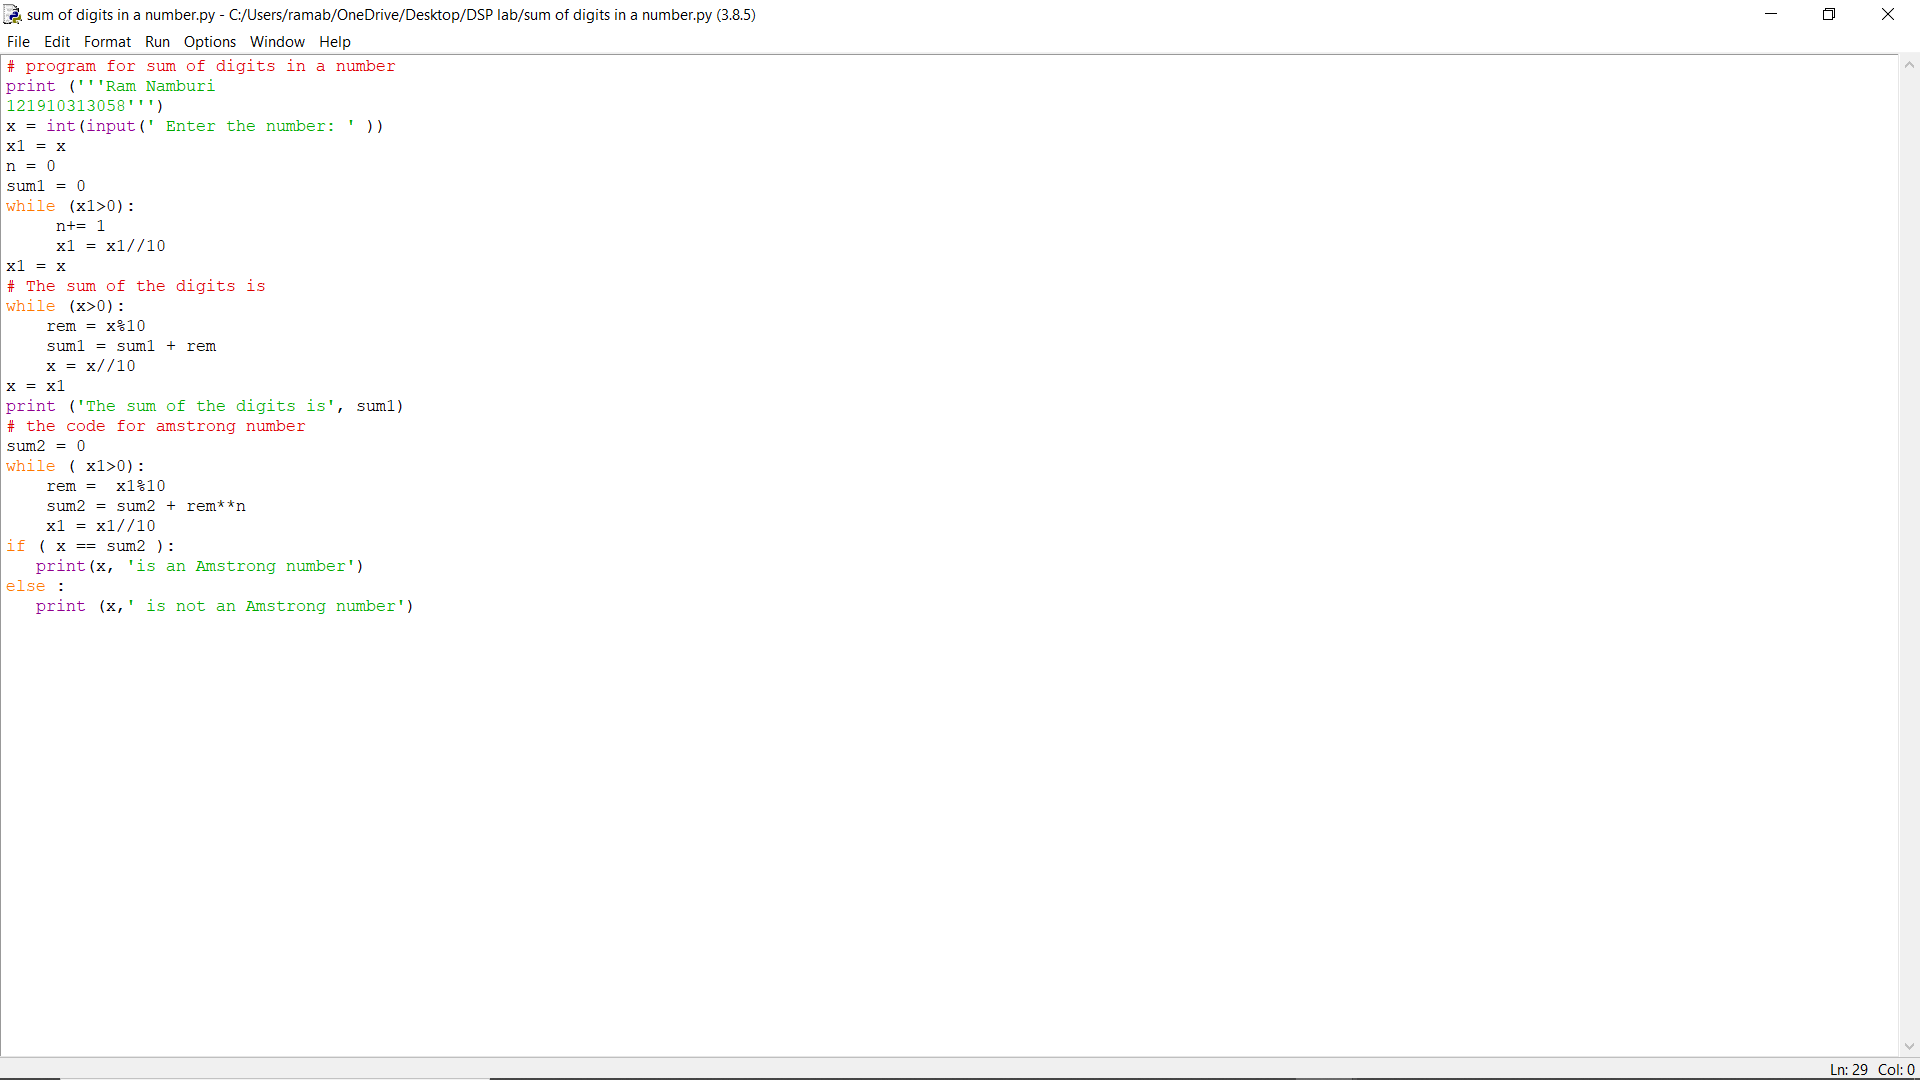 sum of digits in a number.py - C:/Users/ramab/OneDrive/Desktop/DSP lab/sum of digits in a number.py (3.8.5)
File Edit Format Run Options Window Help
# program for sum of digits in a number
print ('''Ram Namburi
121910313058''')
x = int(input(' Enter the number: ' ))
x1 = x
n = 0
sum1 = 0
while (x1>0):
     n+= 1
     x1 = x1//10
x1 = x
# The sum of the digits is
while (x>0):
    rem = x%10
    sum1 = sum1 + rem
    x = x//10
x = x1
print ('The sum of the digits is', sum1)
# the code for amstrong number
sum2 = 0
while ( x1>0):
    rem =  x1%10
    sum2 = sum2 + rem**n
    x1 = x1//10
if ( x == sum2 ):
   print(x, 'is an Amstrong number')
else :
   print (x,' is not an Amstrong number')
Ln: 29 Col: 0